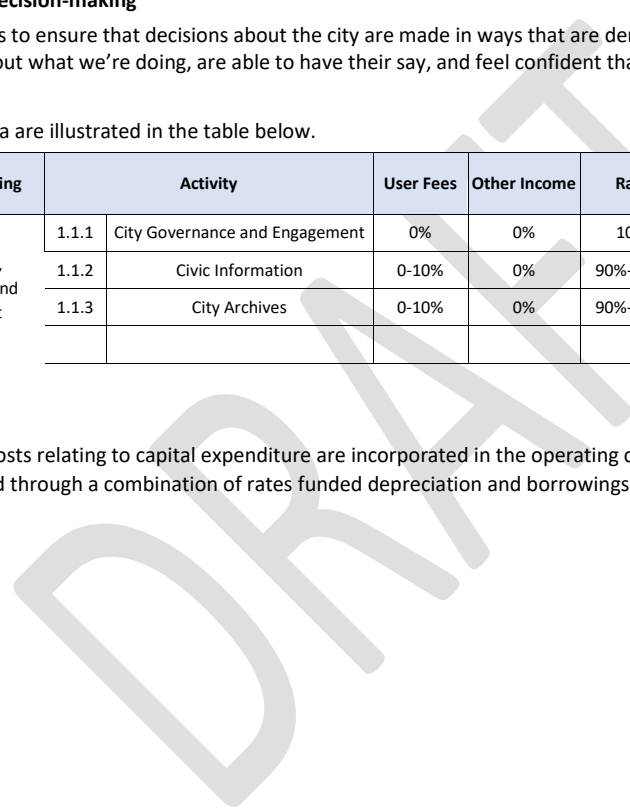 ecision-making
s to ensure that decisions about the city are made in ways that are
out what we're doing, are able to have their say, and feel confident
a are illustrated in the table below.
ing Activity User Fees Other Income
1.1.1 City Governance and Engagement 0% 0% 10
1.1.2 Civic Information 0-10% 0% 90%-
nd
1.1.3 City Archives 0-10% 0% 90%-
osts relating to capital expenditure are incorporated in the operating
d through a combination of rates funded depreciation and borrowings
DRAFT